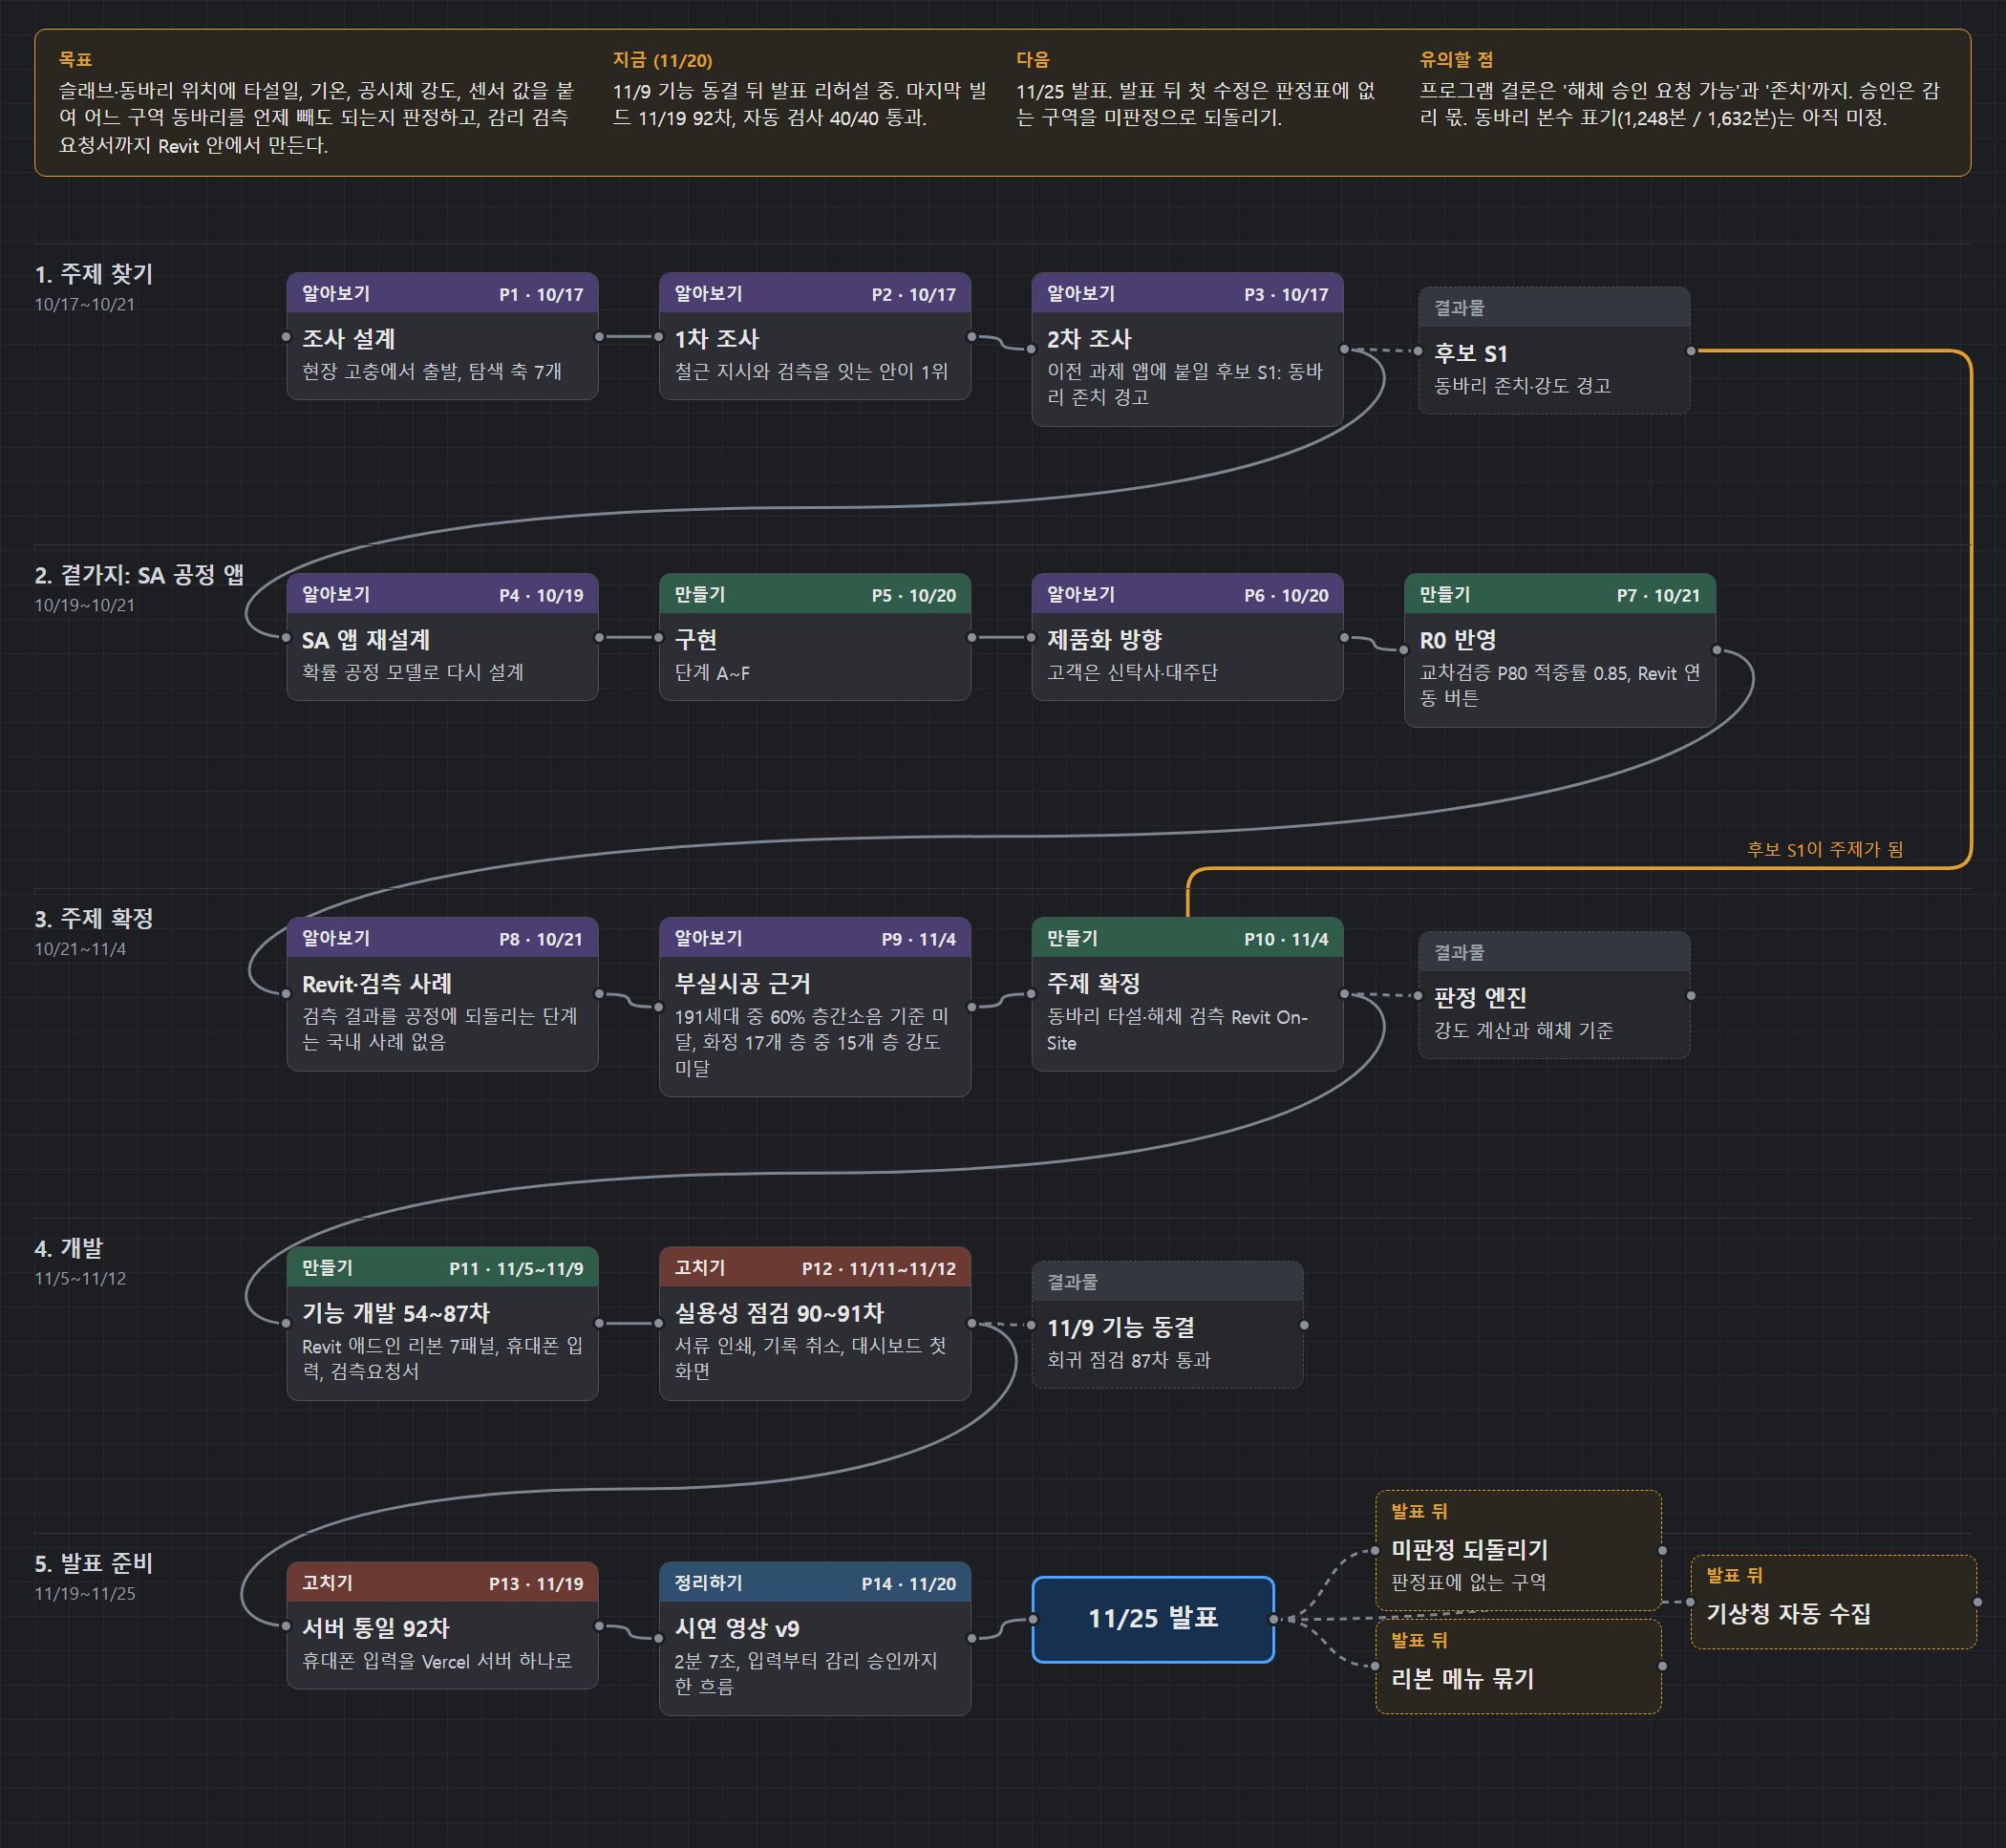 목표
슬래브·동바리 위치에 타설일, 기온, 공시체 강도, 센서 값을 붙
여 어느 구역 동바리를 언제 빼도 되는지 판정하고, 감리 검측
요청서까지 Revit 안에서 만든다.
지금 (11/20)
11/9 기능 동결 뒤 발표 리허설 중. 마지막 빌
드 11/19 92차, 자동 검사 40/40 통과.
다음
11/25 발표. 발표 뒤 첫 수정은 판정표에 없
는 구역을 미판정으로 되돌리기.
유의할 점
프로그램 결론은 '해체 승인 요청 가능'과 '존치'까지. 승인은 감
리 몫. 동바리 본수 표기(1,248본 / 1,632본)는 아직 미정.
1. 주제 찾기
10/17~10/21
알아보기 P1 · 10/17
조사 설계
현장 고충에서 출발, 탐색 축 7개
알아보기 P2 · 10/17
1차 조사
철근 지시와 검측을 잇는 안이 1위
알아보기 P3 · 10/17
2차 조사
이전 과제 앱에 붙일 후보 S1: 동바
리 존치 경고
결과물
후보 S1
동바리 존치·강도 경고
2. 곁가지: SA 공정 앱
10/19~10/21
알아보기 P4 · 10/19
SA 앱 재설계
확률 공정 모델로 다시 설계
만들기 P5 · 10/20
구현
단계 A~F
알아보기 P6 · 10/20
제품화 방향
고객은 신탁사·대주단
만들기 P7 · 10/21
R0 반영
교차검증 P80 적중률 0.85, Revit 연
동 버튼
후보 S1이 주제가 됨
3. 주제 확정
10/21~11/4
알아보기 P8 · 10/21
Revit·검측 사례
검측 결과를 공정에 되돌리는 단계
는 국내 사례 없음
알아보기 P9 · 11/4
부실시공 근거
191세대 중 60% 층간소음 기준 미
달, 화정 17개 층 중 15개 층 강도
미달
만들기 P10 · 11/4
주제 확정
동바리 타설·해체 검측 Revit On-
Site
결과물
판정 엔진
강도 계산과 해체 기준
4. 개발
11/5~11/12
만들기 P11 · 11/5~11/9
기능 개발 54~87차
Revit 애드인 리본 7패널, 휴대폰 입
력, 검측요청서
고치기 P12 · 11/11~11/12
실용성 점검 90~91차
서류 인쇄, 기록 취소, 대시보드 첫
화면
결과물
11/9 기능 동결
회귀 점검 87차 통과
5. 발표 준비
11/19~11/25
고치기 P13 · 11/19
서버 통일 92차
휴대폰 입력을 Vercel 서버 하나로
정리하기 P14 · 11/20
시연 영상 v9
2분 7초, 입력부터 감리 승인까지
한 흐름
11/25 발표
발표 뒤
미판정 되돌리기
판정표에 없는 구역
발표 뒤
리본 메뉴 묶기
발표 뒤
기상청 자동 수집